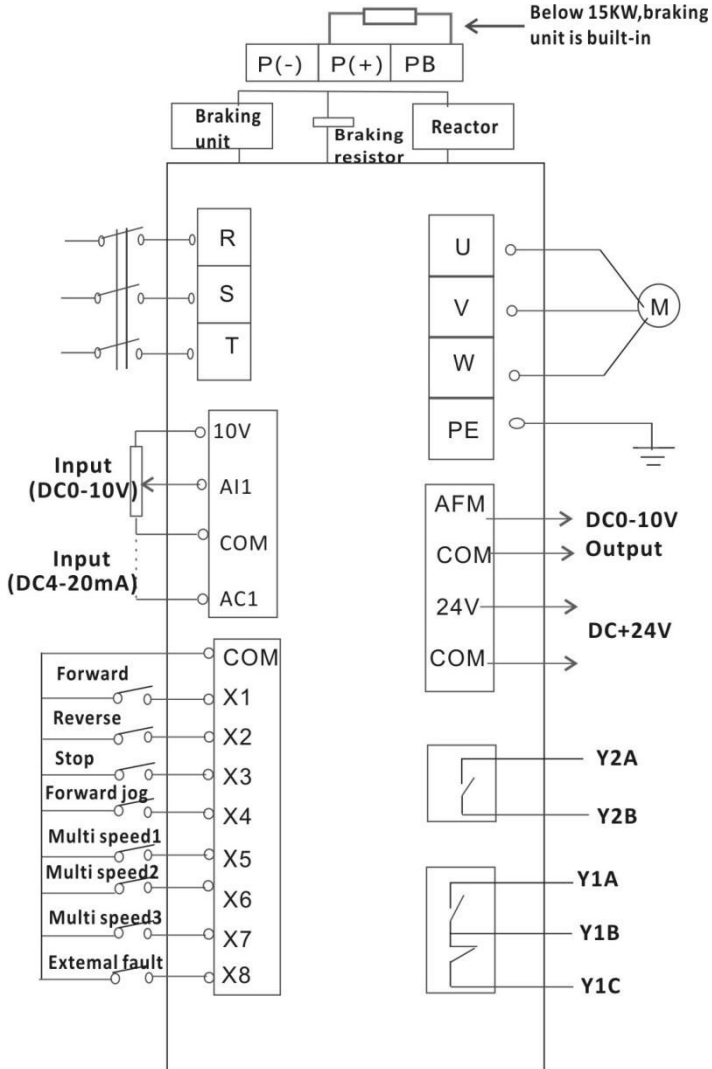 Below 15KW,braking
unit is built-in
P(-) P(+) PB
Braking
unit
Braking
resistor
Reactor
R
S
T
U
V
W
PE
M
10V
AI1
COM
AC1
Input
(DC0-10V)
Input
(DC4-20mA)
AFM
COM
24V
COM
DC0-10V
Output
DC+24V
COM
Forward
X1
Reverse
X2
Stop
X3
Forward jog
X4
Multi speed1
X5
Multi speed2
X6
Multi speed3
X7
Extemal fault
X8
Y2A
Y2B
Y1A
Y1B
Y1C